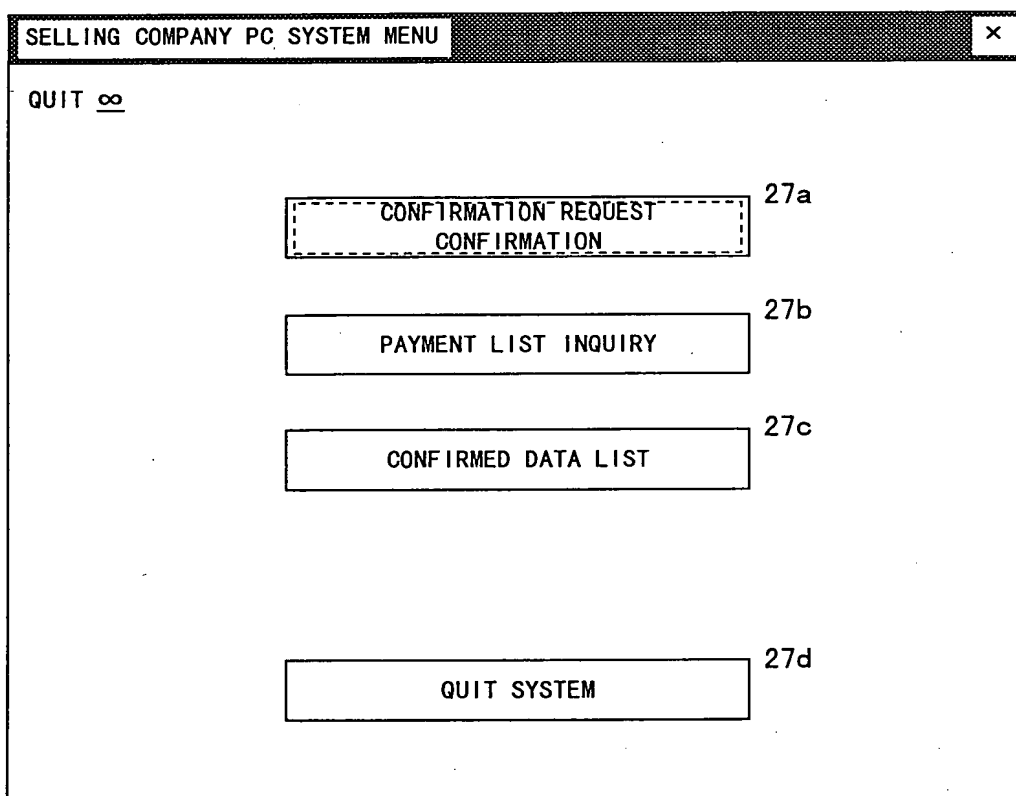 SELLING COMPANY PC SYSTEM MENU ×
QUIT ∞
27a
CONFIRMATION REQUEST
CONFIRMATION
27b
PAYMENT LIST INQUIRY
27c
CONFIRMED DATA LIST
27d
QUIT SYSTEM